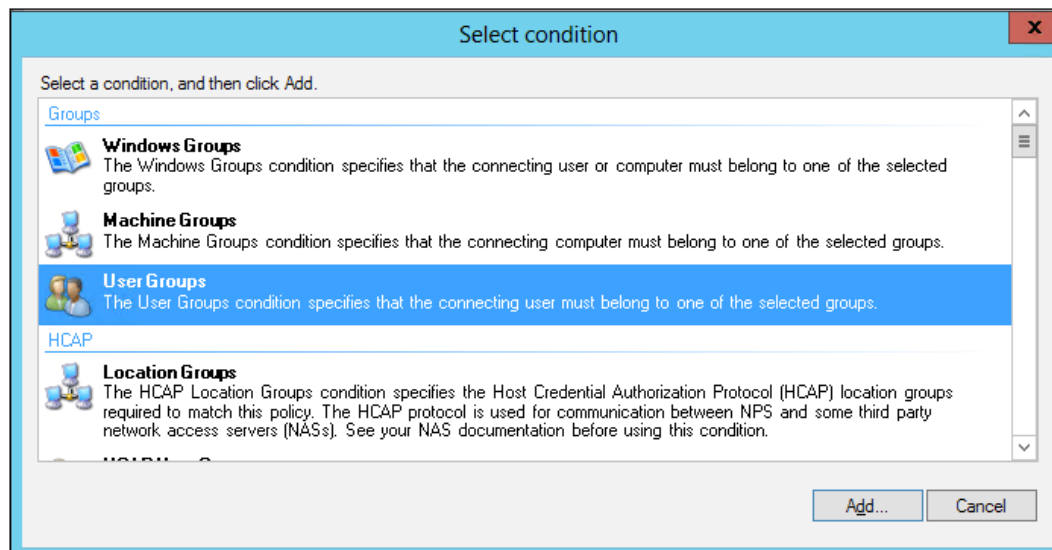 Select condition
x
Select a condition, and then click Add.
Groups
Windows Groups
The Windows Groups condition specifies that the connecting user or computer must belong to one of the selected
groups.
Machine Groups
The Machine Groups condition specifies that the connecting computer must belong to one of the selected groups.
User Groups
The User Groups condition specifies that the connecting user must belong to one of the selected groups.
HCAP
Location Groups
The HCAP Location Groups condition specifies the Host Credential Authorization Protocol (HCAP) location groups
required to match this policy. The HCAP protocol is used for communication between NPS and some third party
network access servers (NASs). See your NAS documentation before using this condition.
Add...
Cancel